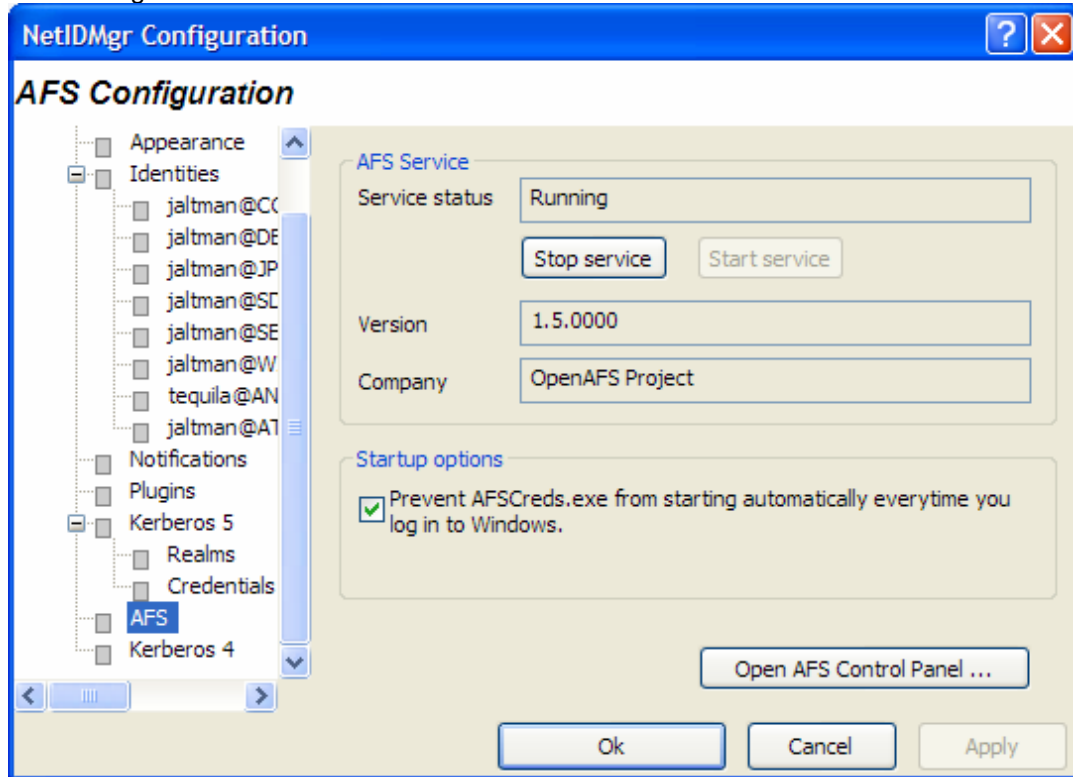 NetIDMgr Configuration
AFS Configuration
Appearance
Identities
jaltman@CC
jaltman@DE
jaltman@JP
jaltman@SD
jaltman@SE
jaltman@W
tequila@AN
jaltman@AT
Notifications
Plugins
Kerberos 5
Realms
Credentials
AFS
Kerberos 4
AFS Service
Service status
Running
Stop service
Start service
Version
1.5.0000
Company
OpenAFS Project
Startup options
Prevent AFSCreds.exe from starting automatically everytime you
log in to Windows.
Open AFS Control Panel ...
Ok
Cancel
Apply